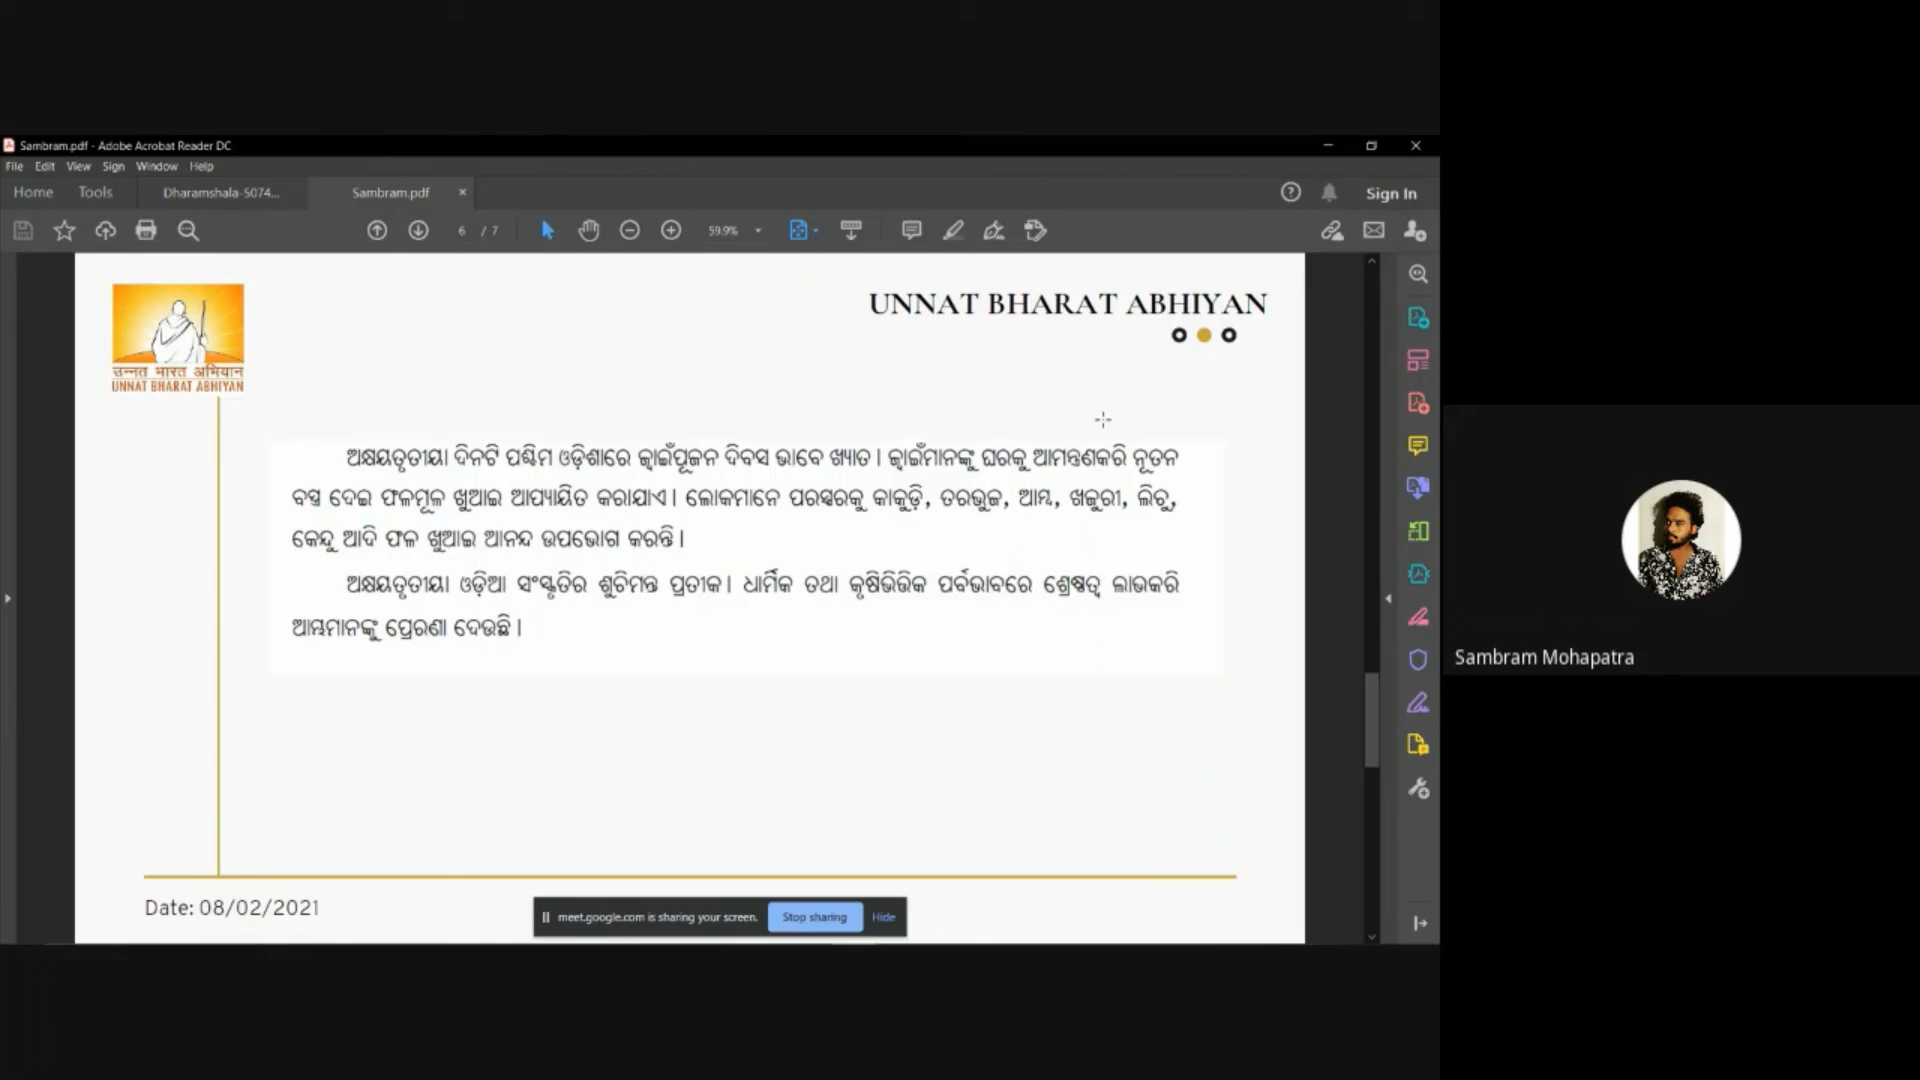 Sambram.pdf - Adobe Acrobat Reader DC
File Edit View Sign Window Help
Home Tools Dharamshala-5074... Sambram.pdf × Sign In
6 / 7 59.9%
उन्नत भारत अभियान
UNNAT BHARAT ABHIYAN
UNNAT BHARAT ABHIYAN
ଅକ୍ଷୟତୃତୀୟା ଦିନଟି ପଶ୍ଚିମ ଓଡ଼ିଶାରେ ଜ୍ୱାଇଁପୂଜନ ଦିବସ ଭାବେ ଖ୍ୟାତ । ଜ୍ୱାଇଁମାନଙ୍କୁ ଘରକୁ ଆମନ୍ତ୍ରଣକରି ନୂତନ
ବସ୍ତ୍ର ଦେଇ ଫଳମୂଳ ଖୁଆଇ ଆପ୍ୟାୟିତ କରାଯାଏ । ଲୋକମାନେ ପରସ୍ପରକୁ କାକୁଡ଼ି, ତରଭୁଜ, ଆମ୍ବ, ଖଜୁରୀ, ଲିଚୁ,
କେନ୍ଦୁ ଆଦି ଫଳ ଖୁଆଇ ଆନନ୍ଦ ଉପଭୋଗ କରନ୍ତି ।
ଅକ୍ଷୟତୃତୀୟା ଓଡ଼ିଆ ସଂସ୍କୃତିର ଶୁଚିମନ୍ତ ପ୍ରତୀକ । ଧାର୍ମିକ ତଥା କୃଷିଭିତ୍ତିକ ପର୍ବଭାବରେ ଶ୍ରେଷ୍ଠତ୍ୱ ଲାଭକରି
ଆମ୍ଭମାନଙ୍କୁ ପ୍ରେରଣା ଦେଉଛି ।
Date: 08/02/2021
meet.google.com is sharing your screen. Stop sharing Hide
Sambram Mohapatra